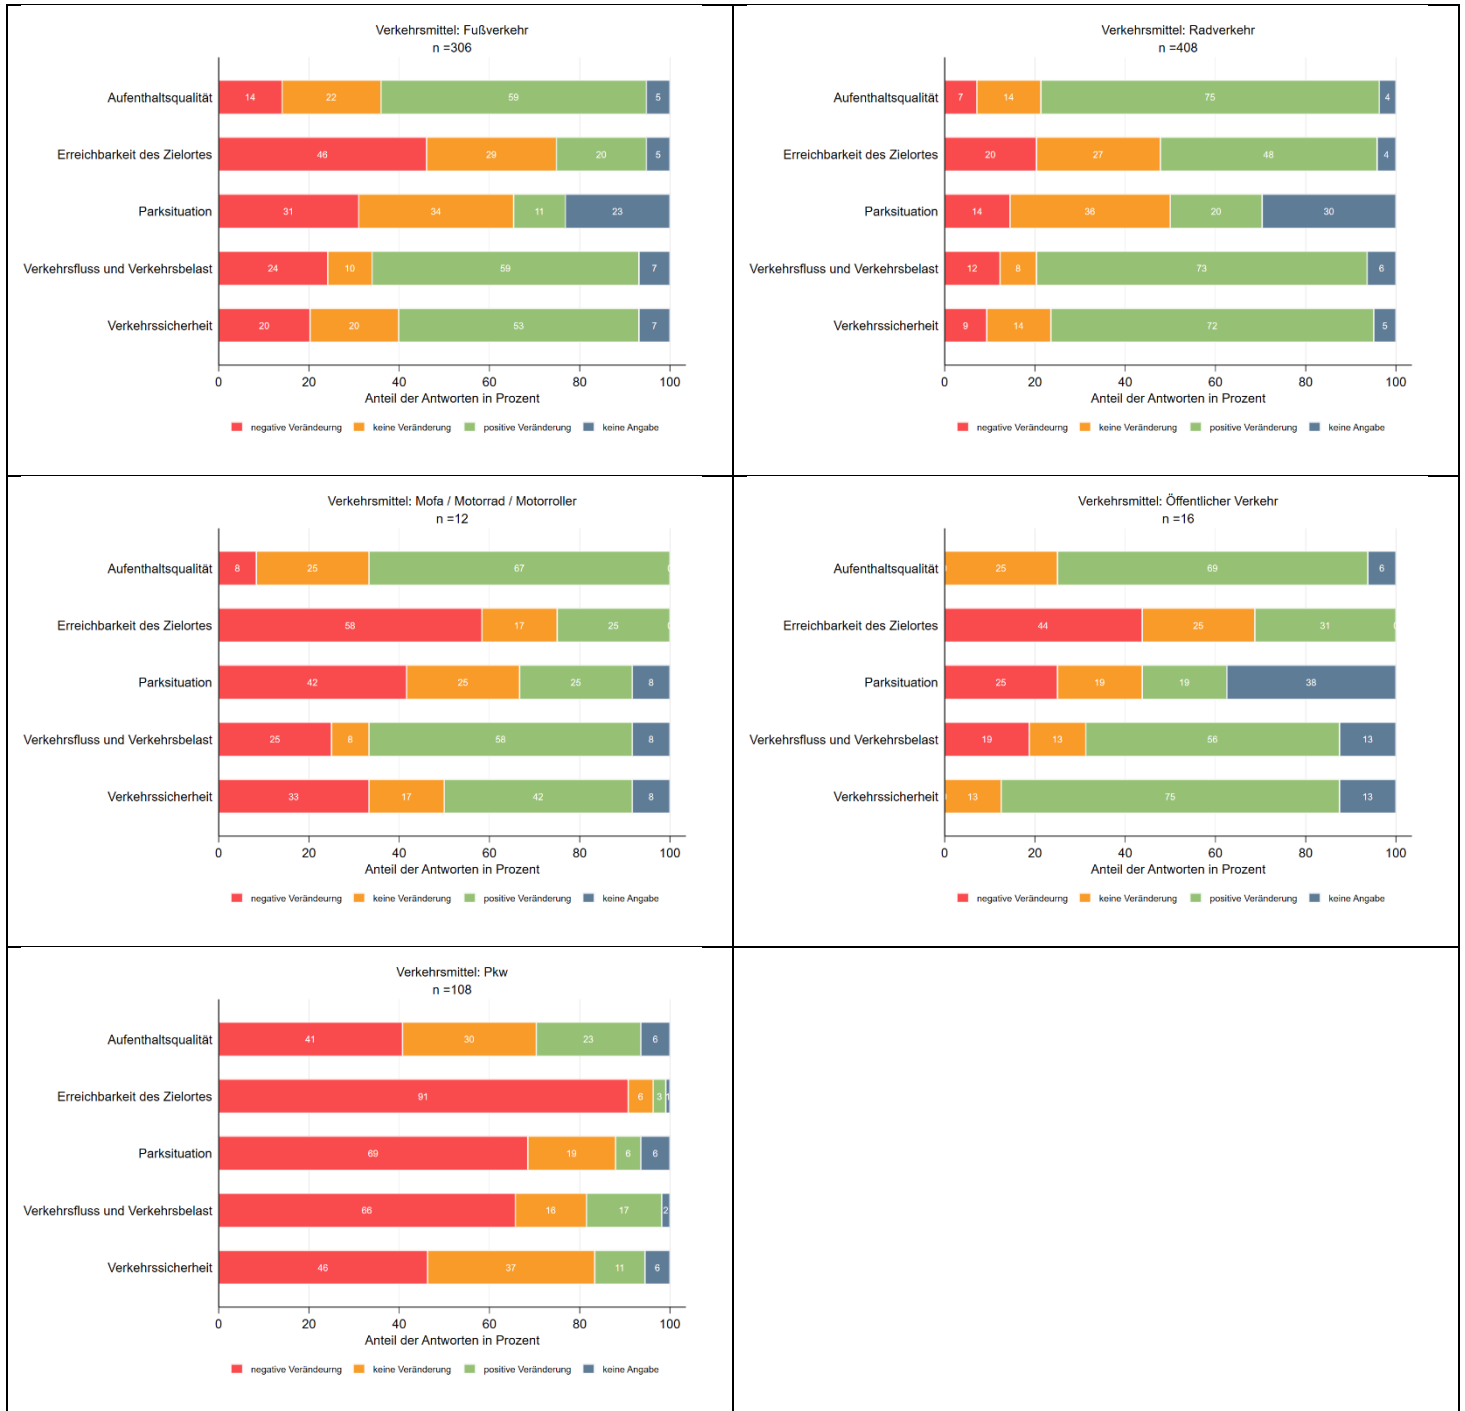 Verkehrsmittel: Fußverkehr
n =306
Aufenthaltsqualität 14 22 59 5
Erreichbarkeit des Zielortes 46 29 20 5
Parksituation 31 34 11 23
Verkehrsfluss und Verkehrsbelast 24 10 59 7
Verkehrssicherheit 20 20 53 7
0 20 40 60 80 100
Anteil der Antworten in Prozent
negative Verändeurng keine Veränderung positive Veränderung keine Angabe
Verkehrsmittel: Radverkehr
n =408
Aufenthaltsqualität 7 14 75 4
Erreichbarkeit des Zielortes 20 27 48 4
Parksituation 14 36 20 30
Verkehrsfluss und Verkehrsbelast 12 8 73 6
Verkehrssicherheit 9 14 72 5
0 20 40 60 80 100
Anteil der Antworten in Prozent
negative Verändeurng keine Veränderung positive Veränderung keine Angabe
Verkehrsmittel: Mofa / Motorrad / Motorroller
n =12
Aufenthaltsqualität 8 25 67
Erreichbarkeit des Zielortes 58 17 25
Parksituation 42 25 25 8
Verkehrsfluss und Verkehrsbelast 25 8 58 8
Verkehrssicherheit 33 17 42 8
0 20 40 60 80 100
Anteil der Antworten in Prozent
negative Verändeurng keine Veränderung positive Veränderung keine Angabe
Verkehrsmittel: Öffentlicher Verkehr
n =16
Aufenthaltsqualität 25 69 6
Erreichbarkeit des Zielortes 44 25 31
Parksituation 25 19 19 38
Verkehrsfluss und Verkehrsbelast 19 13 56 13
Verkehrssicherheit 13 75 13
0 20 40 60 80 100
Anteil der Antworten in Prozent
negative Verändeurng keine Veränderung positive Veränderung keine Angabe
Verkehrsmittel: Pkw
n =108
Aufenthaltsqualität 41 30 23 6
Erreichbarkeit des Zielortes 91 6 3 1
Parksituation 69 19 6 6
Verkehrsfluss und Verkehrsbelast 66 16 17 2
Verkehrssicherheit 46 37 11 6
0 20 40 60 80 100
Anteil der Antworten in Prozent
negative Verändeurng keine Veränderung positive Veränderung keine Angabe